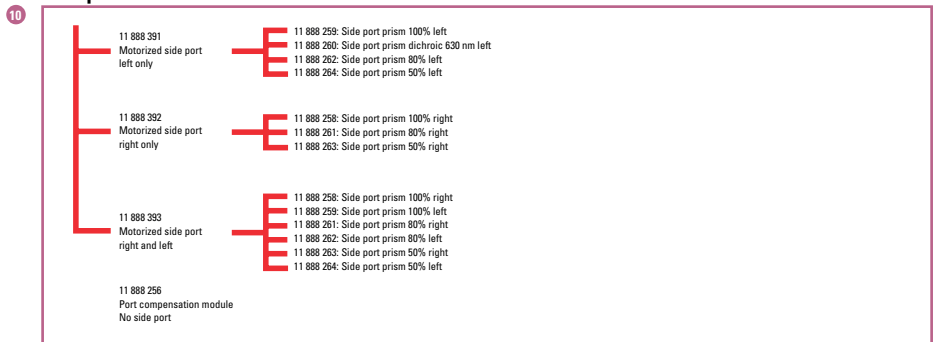 10
11 888 391
Motorized side port
left only
11 888 259: Side port prism 100% left
11 888 260: Side port prism dichroic 630 nm left
11 888 262: Side port prism 80% left
11 888 264: Side port prism 50% left
11 888 392
Motorized side port
right only
11 888 258: Side port prism 100% right
11 888 261: Side port prism 80% right
11 888 263: Side port prism 50% right
11 888 393
Motorized side port
right and left
11 888 258: Side port prism 100% right
11 888 259: Side port prism 100% left
11 888 261: Side port prism 80% right
11 888 262: Side port prism 80% left
11 888 263: Side port prism 50% right
11 888 264: Side port prism 50% left
11 888 256
Port compensation module
No side port